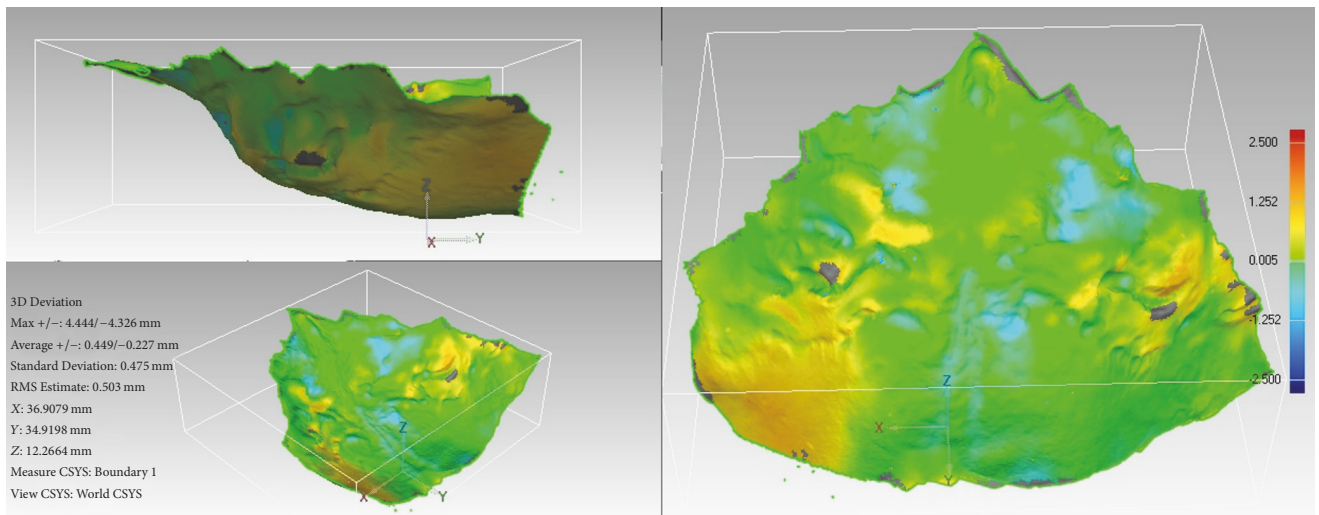 Z
X
Y
3D Deviation
Max +/−: 4.444/−4.326 mm
Average +/−: 0.449/−0.227 mm
Standard Deviation: 0.475 mm
RMS Estimate: 0.503 mm
X: 36.9079 mm
Y: 34.9198 mm
Z: 12.2664 mm
Measure CSYS: Boundary 1
View CSYS: World CSYS
Z
X
Y
2.500
1.252
0.005
-1.252
-2.500
Z
X
Y